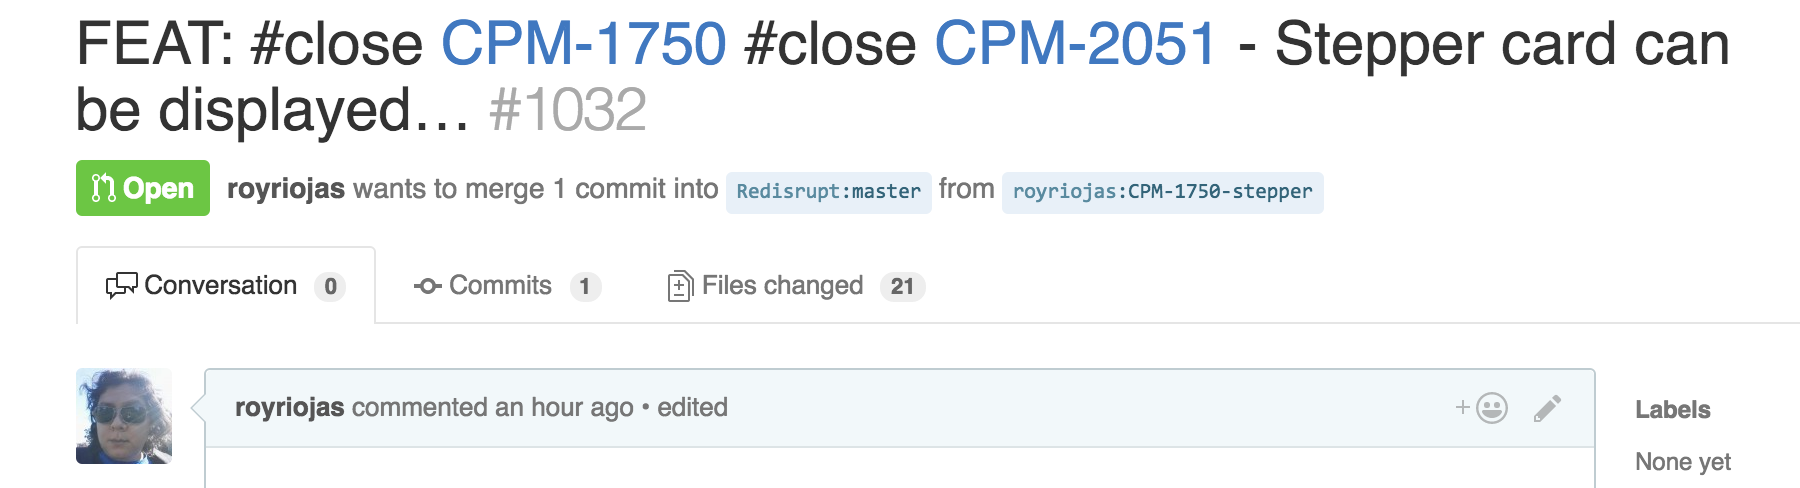 FEAT: #close CPM-1750 #close CPM-2051 - Stepper card can
be displayed… #1032
Open royriojas wants to merge 1 commit into Redisrupt:master from royriojas:CPM-1750-stepper
Conversation 0 Commits 1 Files changed 21
royriojas commented an hour ago • edited
Labels
None yet